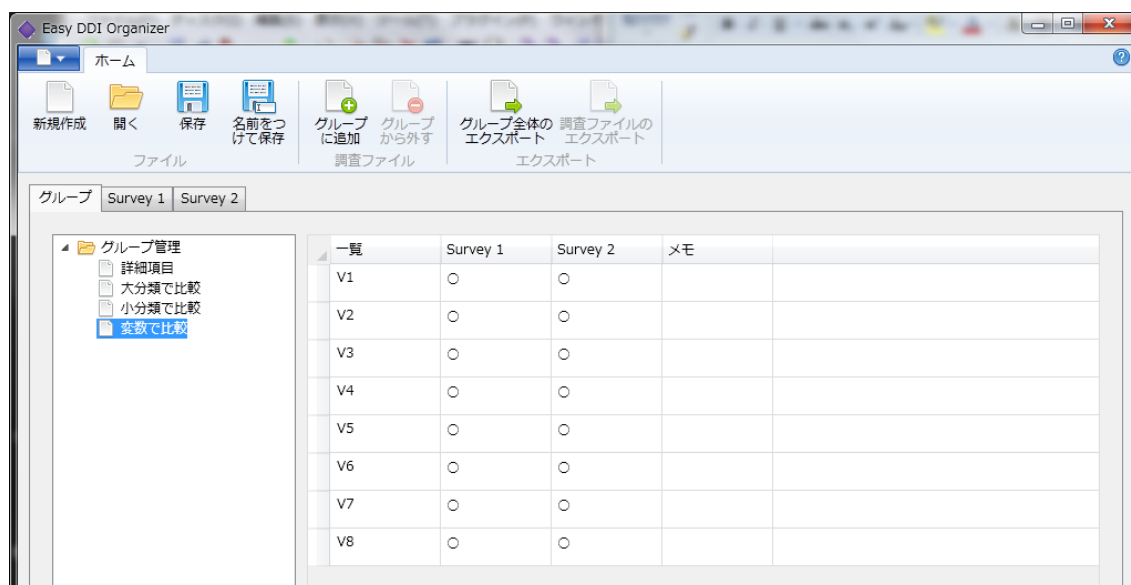 Easy DDI Organizer
ホーム
新規作成
開く
保存
名前をつ
けて保存
グループ
に追加
グループ
から外す
グループ全体の
エクスポート
調査ファイルの
エクスポート
ファイル
調査ファイル
エクスポート
グループ Survey 1 Survey 2
グループ管理
詳細項目
大分類で比較
小分類で比較
変数で比較
一覧 Survey 1 Survey 2 メモ
V1 ○ ○
V2 ○ ○
V3 ○ ○
V4 ○ ○
V5 ○ ○
V6 ○ ○
V7 ○ ○
V8 ○ ○